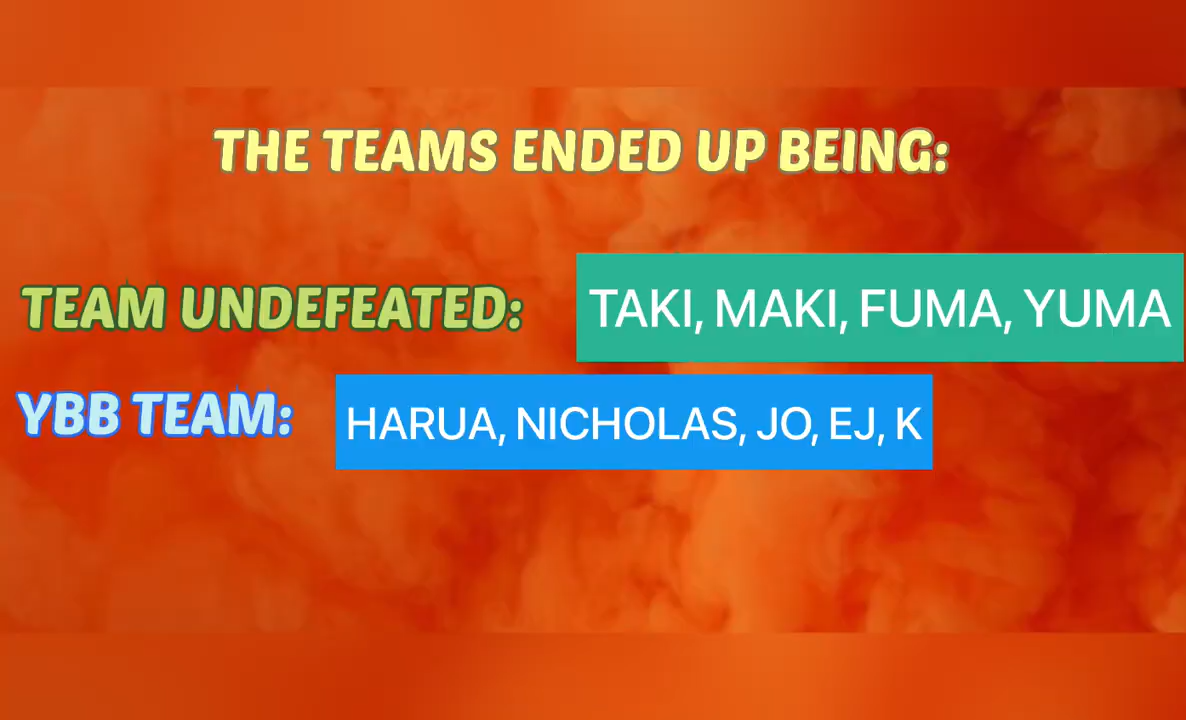 THE TEAMS ENDED UP BEING:
TEAM UNDEFEATED: TAKI, MAKI, FUMA, YUMA
YBB TEAM: HARUA, NICHOLAS, JO, EJ, K